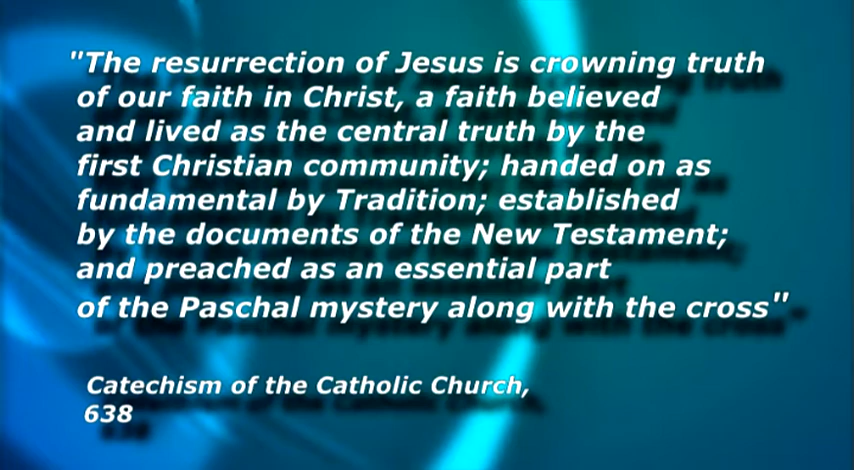 "The resurrection of Jesus is crowning truth
of our faith in Christ, a faith believed
and lived as the central truth by the
first Christian community; handed on as
fundamental by Tradition; established
by the documents of the New Testament;
and preached as an essential part
of the Paschal mystery along with the cross"
Catechism of the Catholic Church,
638